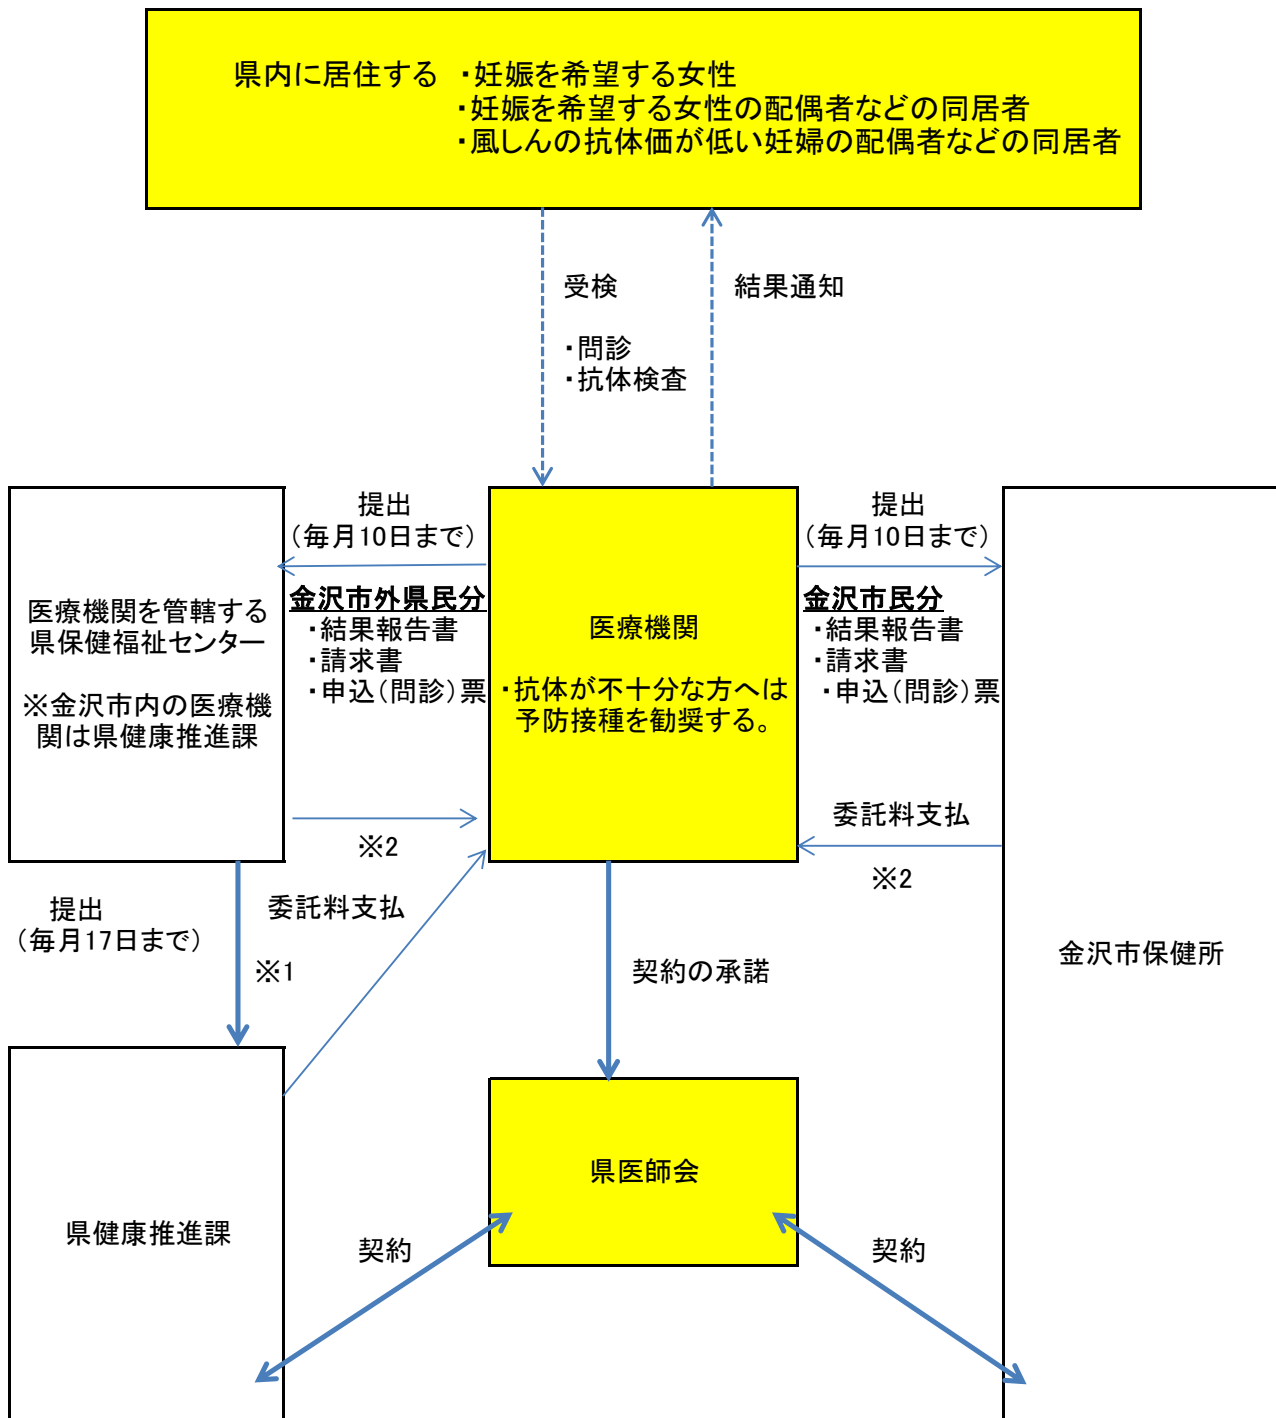 県内に居住する ・妊娠を希望する女性
・妊娠を希望する女性の配偶者などの同居者
・風しんの抗体価が低い妊婦の配偶者などの同居者
受検
・問診
・抗体検査
結果通知
提出
（毎月10日まで）
金沢市外県民分
・結果報告書
・請求書
・申込（問診）票
提出
（毎月10日まで）
金沢市民分
・結果報告書
・請求書
・申込（問診）票
医療機関を管轄する
県保健福祉センター
※金沢市内の医療機
関は県健康推進課
医療機関
・抗体が不十分な方へは
予防接種を勧奨する。
※2
委託料支払
※2
提出
（毎月17日まで）
※1
委託料支払
契約の承諾
金沢市保健所
県医師会
県健康推進課
契約
契約